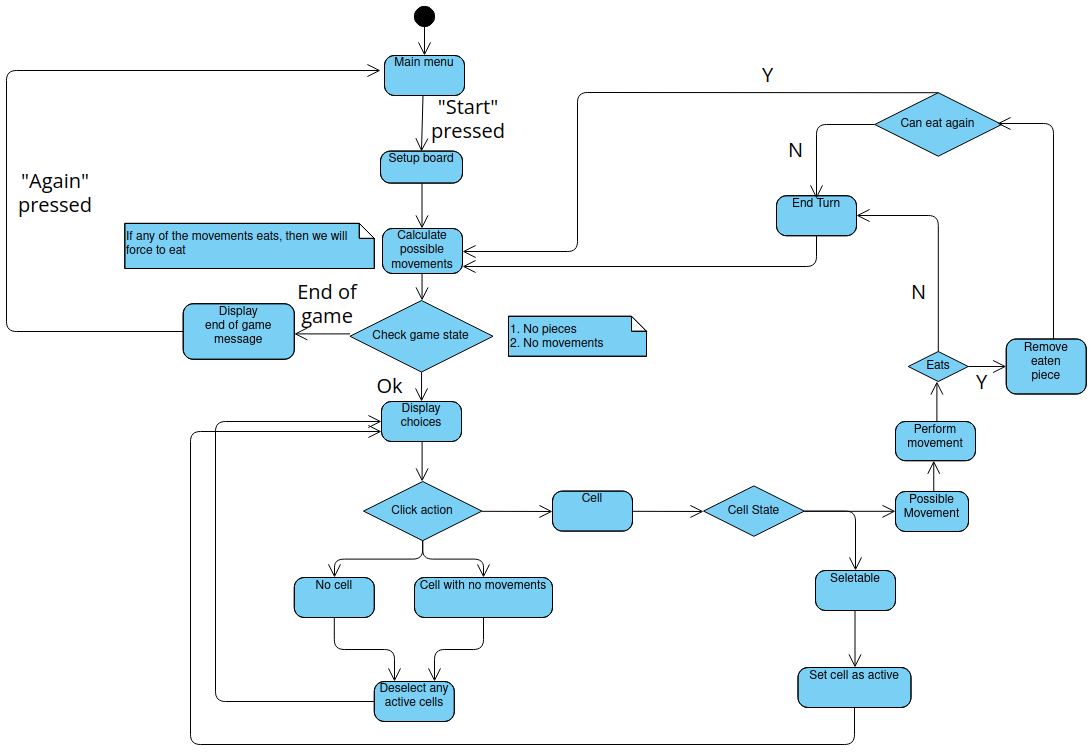 Main menu
"Start"
pressed
Setup board
"Again"
pressed
If any of the movements eats, then we will
force to eat
Calculate
possible
movements
Y
Can eat again
N
End Turn
End of
game
Display
end of game
message
Check game state
1. No pieces
2. No movements
N
Eats
Y
Remove
eaten
piece
Ok
Display
choices
Perform
movement
Click action
Cell
Cell State
Possible
Movement
No cell
Cell with no movements
Seletable
Deselect any
active cells
Set cell as active